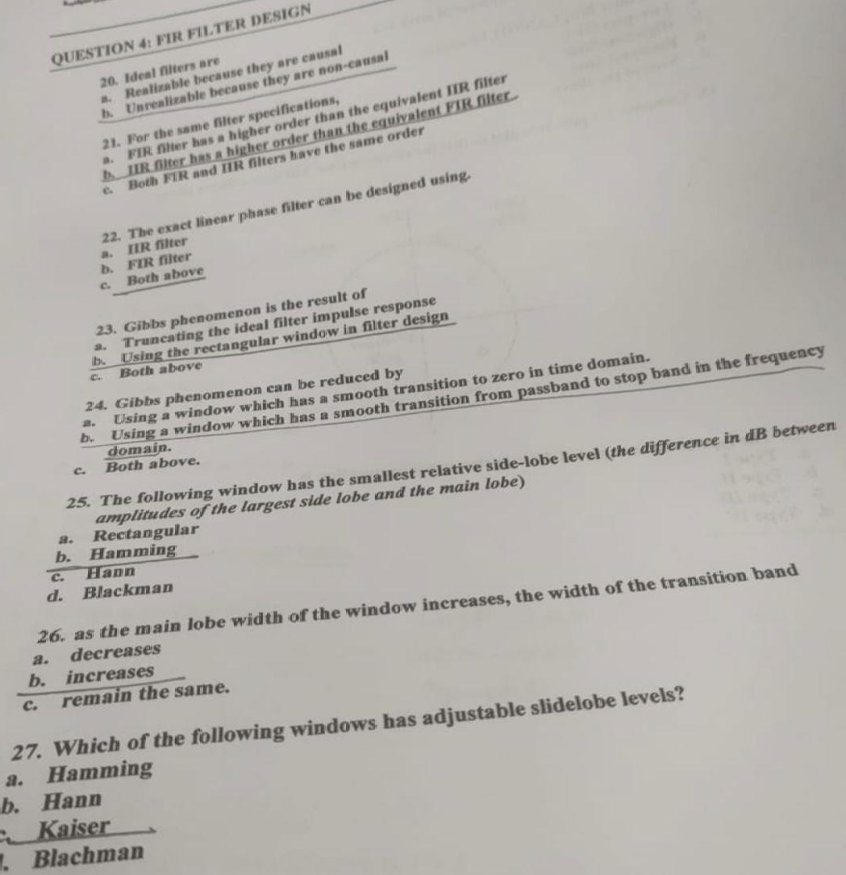 QUESTION 4: FIR FILTER DESIGN
20. Ideal filters are
a. Realizable because they are causal
b. Unrealizable because they are non-causal
21. For the same filter specifications,
a. FIR filter has a higher order than the equivalent IIR filter
b. IIR filter has a higher order than the equivalent FIR filter
c. Both FIR and IIR filters have the same order
22. The exact linear phase filter can be designed using.
a. IIR filter
b. FIR filter
c. Both above
23. Gibbs phenomenon is the result of
a. Truncating the ideal filter impulse response
b. Using the rectangular window in filter design
c. Both above
24. Gibbs phenomenon can be reduced by
a. Using a window which has a smooth transition to zero in time domain.
b. Using a window which has a smooth transition from passband to stop band in the frequency
domain.
c. Both above.
25. The following window has the smallest relative side-lobe level (the difference in dB between
amplitudes of the largest side lobe and the main lobe)
a. Rectangular
b. Hamming
c. Hann
d. Blackman
26. as the main lobe width of the window increases, the width of the transition band
a. decreases
b. increases
c. remain the same.
27. Which of the following windows has adjustable slidelobe levels?
a. Hamming
b. Hann
c. Kaiser
. Blachman